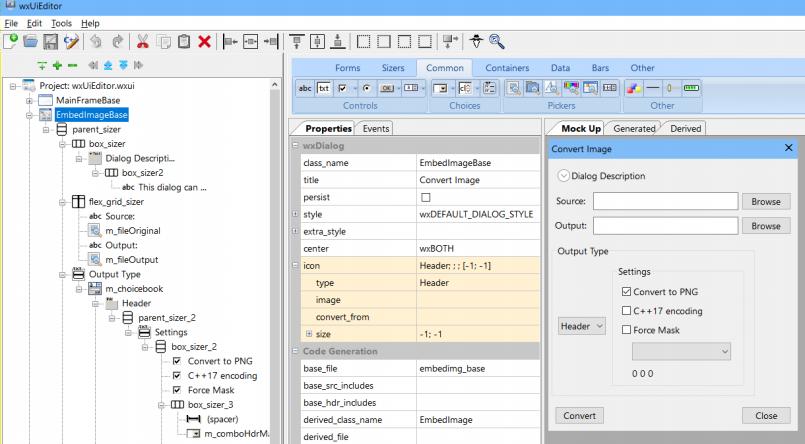 wxUiEditor
File Edit Tools Help
Project: wxUiEditor.wxui
MainFrameBase
EmbedImageBase
parent_sizer
box_sizer
Dialog Descripti...
box_sizer2
abc This dialog can ...
flex_grid_sizer
abc Source:
m_fileOriginal
abc Output:
m_fileOutput
Output Type
m_choicebook
Header
parent_sizer_2
Settings
box_sizer_2
Convert to PNG
C++17 encoding
Force Mask
box_sizer_3
(spacer)
m_comboHdrM
Forms Sizers Common Containers Data Bars Other
abc txt OK
Controls Choices Pickers Other
Properties Events
wxDialog
class_name EmbedImageBase
title Convert Image
persist
style wxDEFAULT_DIALOG_STYLE
extra_style
center wxBOTH
icon Header; ; ; [-1; -1]
type Header
image
convert_from
size -1; -1
Code Generation
base_file embedimg_base
base_src_includes
base_hdr_includes
derived_class_name EmbedImage
derived_file
Mock Up Generated Derived
Convert Image
Dialog Description
Source: Browse
Output: Browse
Output Type
Settings
Convert to PNG
C++17 encoding
Header
Force Mask
0 0 0
Convert Close